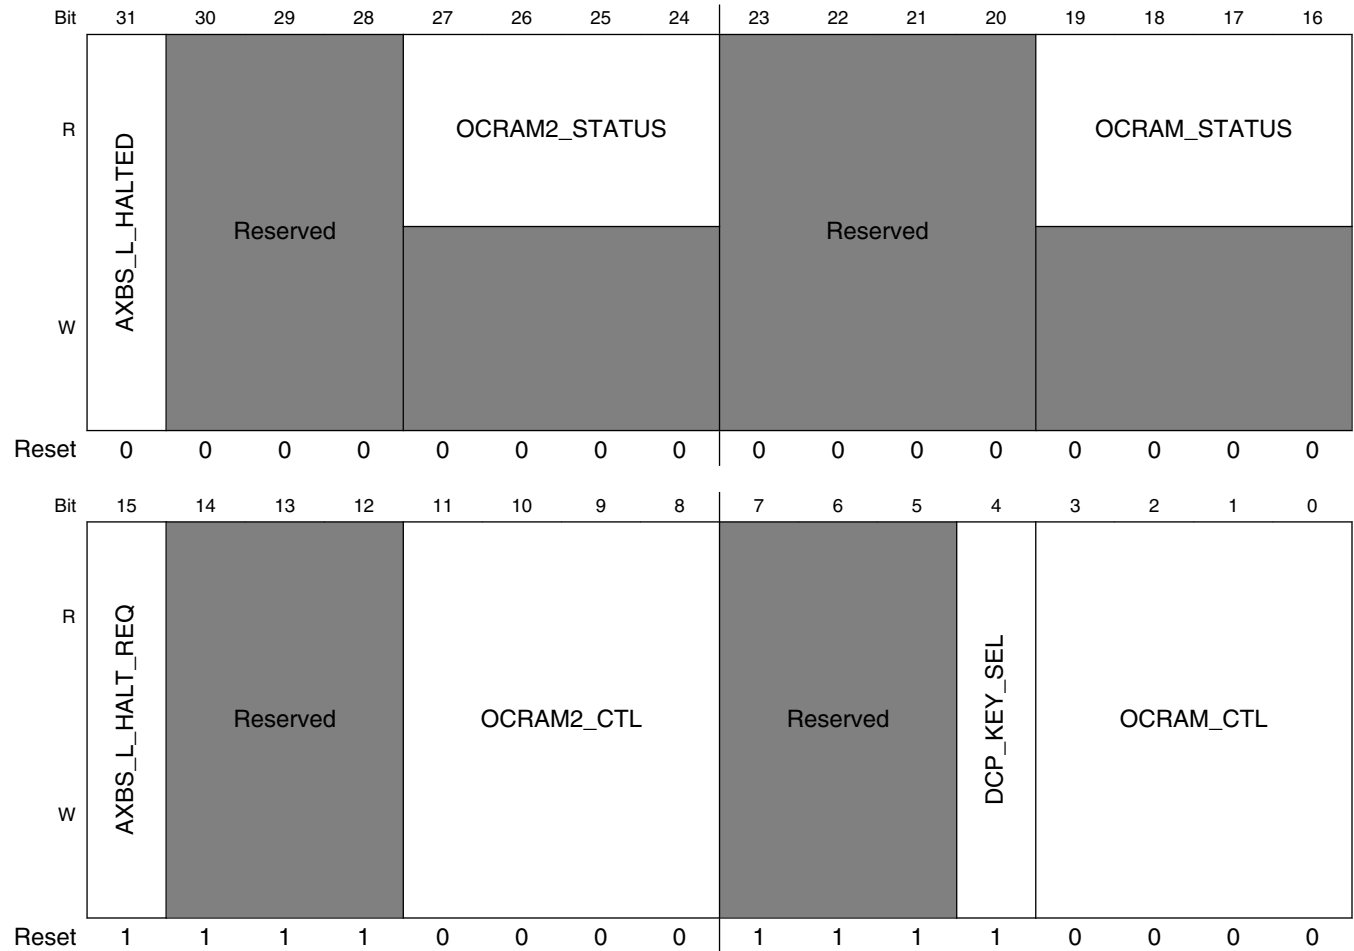 Bit 31 30 29 28 27 26 25 24 23 22 21 20 19 18 17 16
R
W
AXBS_L_HALTED
Reserved
OCRAM2_STATUS
Reserved
OCRAM_STATUS
Reset 0 0 0 0 0 0 0 0 0 0 0 0 0 0 0 0
Bit 15 14 13 12 11 10 9 8 7 6 5 4 3 2 1 0
R
W
AXBS_L_HALT_REQ
Reserved
OCRAM2_CTL
Reserved
DCP_KEY_SEL
OCRAM_CTL
Reset 1 1 1 1 0 0 0 0 1 1 1 1 0 0 0 0